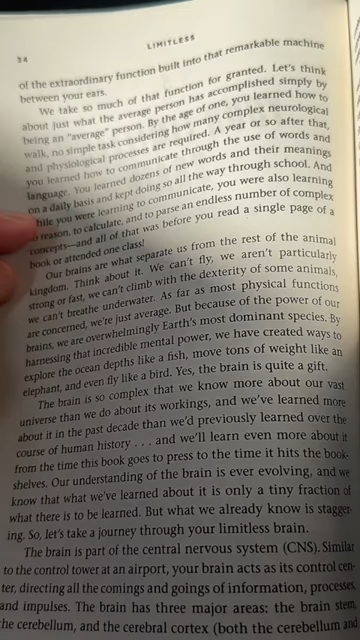 34
LIMITLESS
of the extraordinary function built into that remarkable machine
between your ears.
We take so much of that function for granted. Let's think
about just what the average person has accomplished simply by
being an "average" person. By the age of one, you learned how to
walk, no simple task considering how many complex neurological
and physiological processes are required. A year or so after that,
you learned how to communicate through the use of words and
language. You learned dozens of new words and their meanings
on a daily basis and kept doing so all the way through school. And
hile you were learning to communicate, you were also learning
reason, to calculate, and to parse an endless number of complex
concepts—and all of that was before you read a single page of a
book or attended one class!
Our brains are what separate us from the rest of the animal
kingdom. Think about it. We can't fly, we aren't particularly
strong or fast, we can't climb with the dexterity of some animals,
we can't breathe underwater. As far as most physical functions
are concerned, we're just average. But because of the power of our
brains, we are overwhelmingly Earth's most dominant species. By
harnessing that incredible mental power, we have created ways to
explore the ocean depths like a fish, move tons of weight like an
elephant, and even fly like a bird. Yes, the brain is quite a gift.
The brain is so complex that we know more about our vast
universe than we do about its workings, and we've learned more
about it in the past decade than we'd previously learned over the
course of human history . . . and we'll learn even more about it
from the time this book goes to press to the time it hits the book-
shelves. Our understanding of the brain is ever evolving, and we
know that what we've learned about it is only a tiny fraction of
what there is to be learned. But what we already know is stagger-
ing. So, let's take a journey through your limitless brain.
The brain is part of the central nervous system (CNS). Similar
to the control tower at an airport, your brain acts as its control cen-
ter, directing all the comings and goings of information, processes,
and impulses. The brain has three major areas: the brain stem,
the cerebellum, and the cerebral cortex (both the cerebellum and